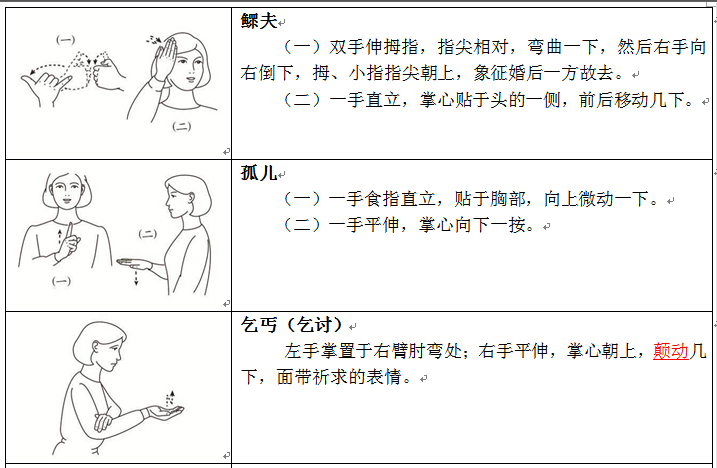 （一）
（二）
鳏夫
（一）双手伸拇指，指尖相对，弯曲一下，然后右手向
右倒下，拇、小指指尖朝上，象征婚后一方故去。
（二）一手直立，掌心贴于头的一侧，前后移动几下。
（一）
（二）
孤儿
（一）一手食指直立，贴于胸部，向上微动一下。
（二）一手平伸，掌心向下一按。
乞丐（乞讨）
左手掌置于右臂肘弯处；右手平伸，掌心朝上，颠动几
下，面带祈求的表情。